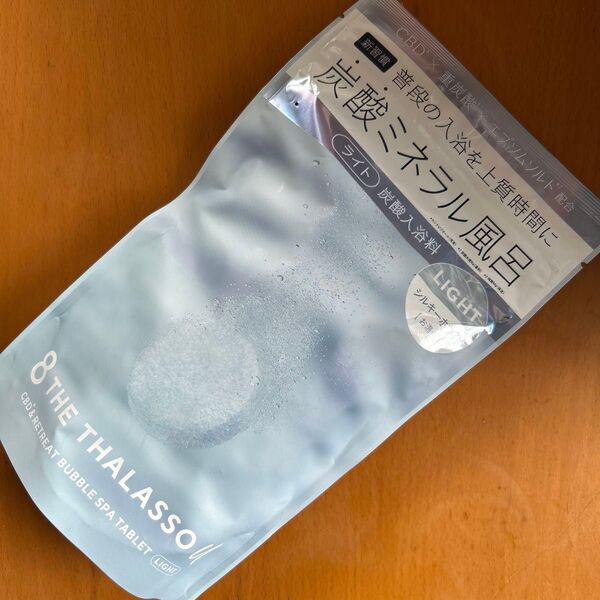 CBD × 重炭酸 × エプソムソルト 配合
新習慣
普段の入浴を上質時間に
炭酸ミネラル風呂
ライト 炭酸入浴料
LIGHT
シルキー
8 THE THALASSO u
CBD & RETREAT BUBBLE SPA TABLET LIGHT